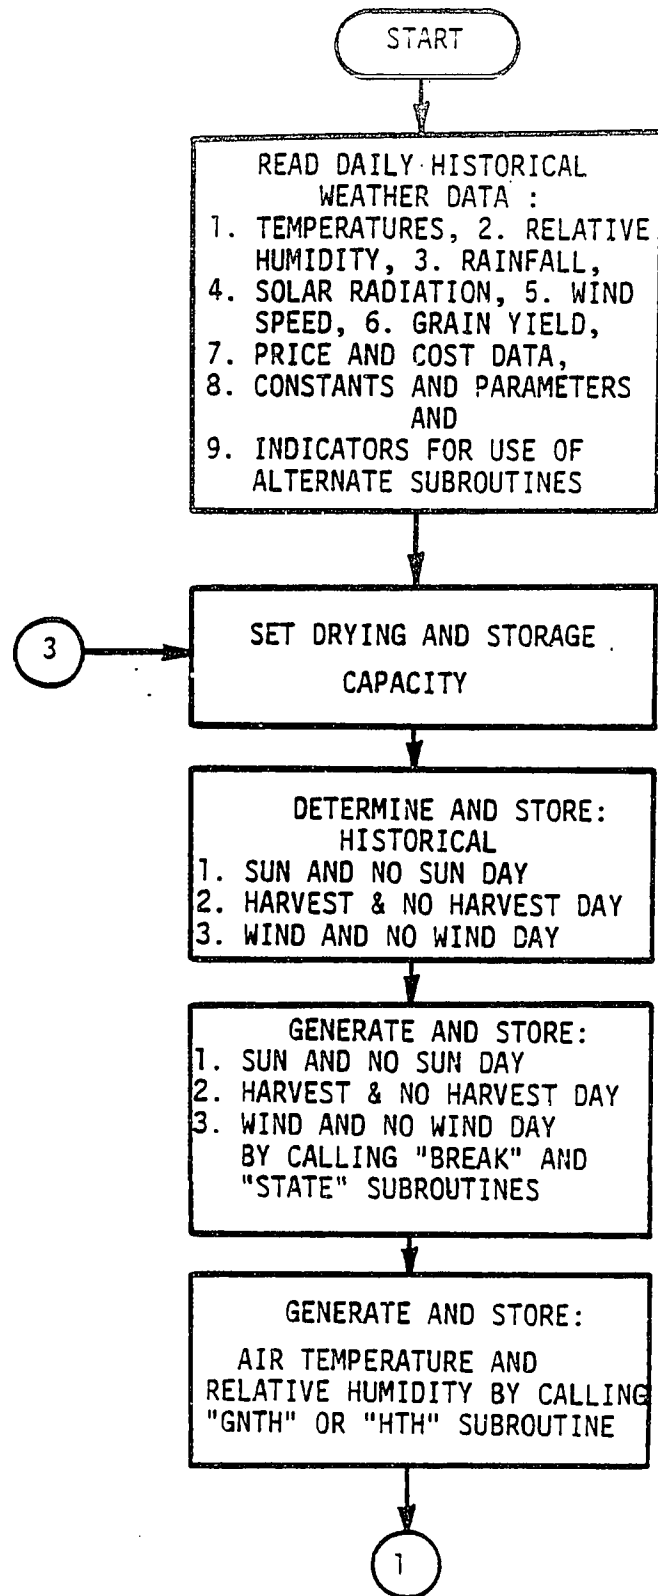 START
READ DAILY HISTORICAL
WEATHER DATA :
1. TEMPERATURES, 2. RELATIVE
HUMIDITY, 3. RAINFALL,
4. SOLAR RADIATION, 5. WIND
SPEED, 6. GRAIN YIELD,
7. PRICE AND COST DATA,
8. CONSTANTS AND PARAMETERS
AND
9. INDICATORS FOR USE OF
ALTERNATE SUBROUTINES
3
SET DRYING AND STORAGE
CAPACITY
DETERMINE AND STORE:
HISTORICAL
1. SUN AND NO SUN DAY
2. HARVEST & NO HARVEST DAY
3. WIND AND NO WIND DAY
GENERATE AND STORE:
1. SUN AND NO SUN DAY
2. HARVEST & NO HARVEST DAY
3. WIND AND NO WIND DAY
BY CALLING "BREAK" AND
"STATE" SUBROUTINES
GENERATE AND STORE:
AIR TEMPERATURE AND
RELATIVE HUMIDITY BY CALLING
"GNTH" OR "HTH" SUBROUTINE
1